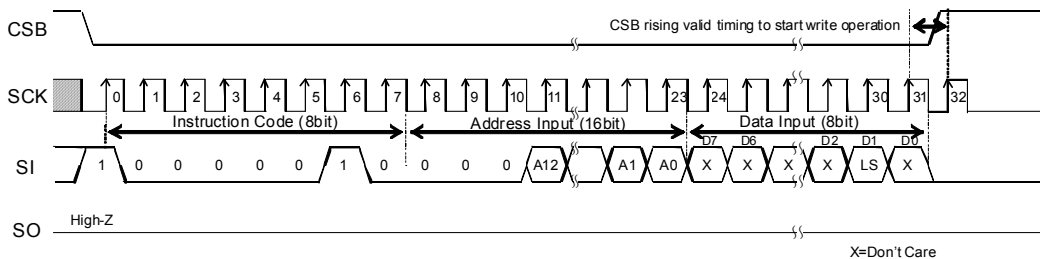 CSB
CSB rising valid timing to start write operation
SCK
0 1 2 3 4 5 6 7 8 9 10 11 23 24 30 31 32
Instruction Code (8bit) Address Input (16bit) Data Input (8bit)
D7 D6 D2 D1 D0
SI
1 0 0 0 0 0 1 0 0 0 0 A12 A1 A0 X X X X LS X
High-Z
SO
X=Don't Care